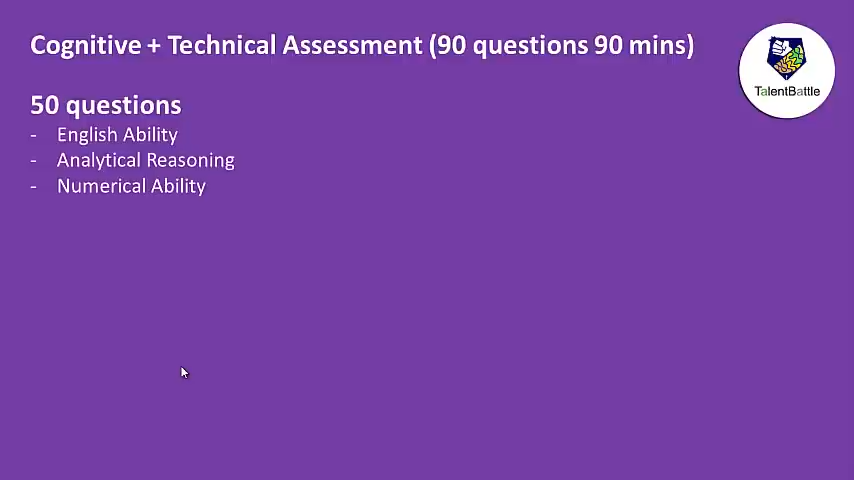 Cognitive + Technical Assessment (90 questions 90 mins)
TalentBattle
50 questions
- English Ability
- Analytical Reasoning
- Numerical Ability